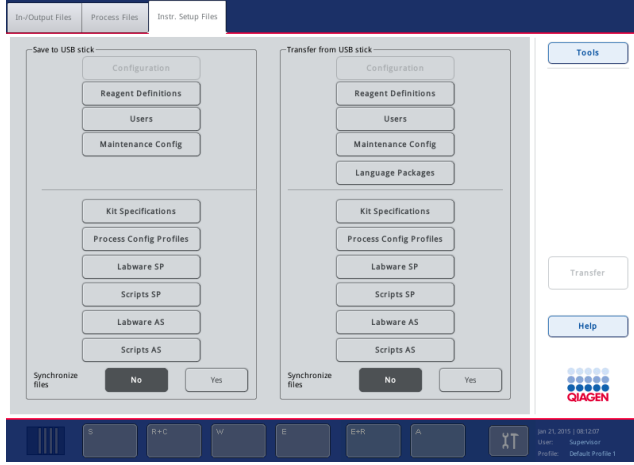 In-/Output Files
Process Files
Instr. Setup Files
Save to USB stick
Configuration
Reagent Definitions
Users
Maintenance Config
Kit Specifications
Process Config Profiles
Labware SP
Scripts SP
Labware AS
Scripts AS
Synchronize
files
No
Yes
Transfer from USB stick
Configuration
Reagent Definitions
Users
Maintenance Config
Language Packages
Kit Specifications
Process Config Profiles
Labware SP
Scripts SP
Labware AS
Scripts AS
Synchronize
files
No
Yes
Tools
Transfer
Help
QIAGEN
S
R+C
W
E
E+R
A
Jan 21, 2015 | 08:12:07
User: Supervisor
Profile: Default Profile 1